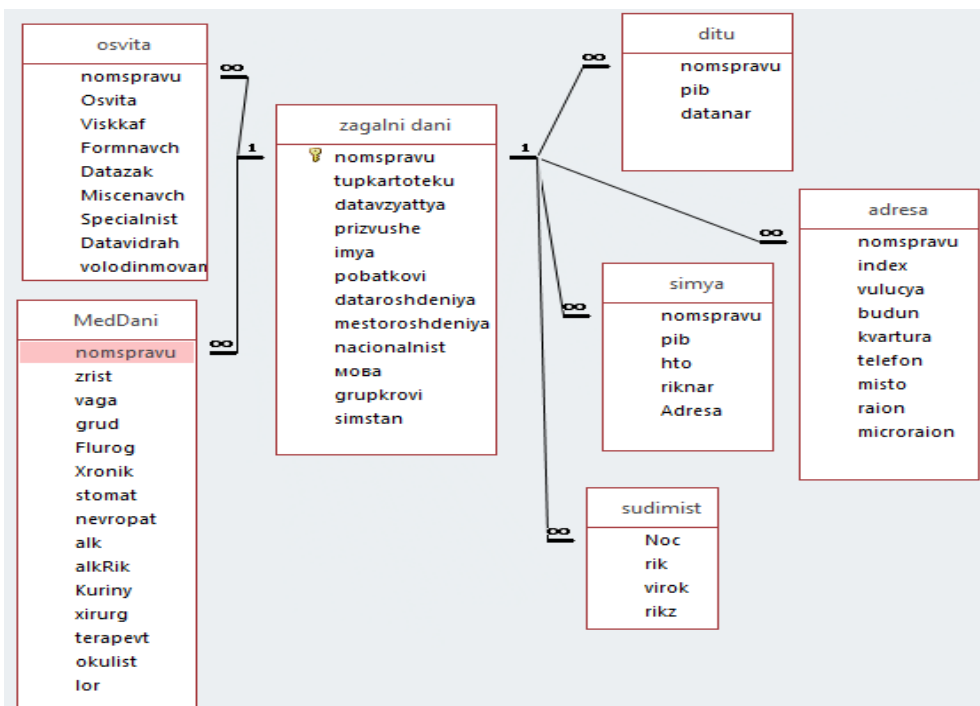 osvita
nomspravu
Osvita
Viskkaf
Formnavch
Datazak
Miscenavch
Specialnist
Datavidrah
volodinmovam
MedDani
nomspravu
zrist
vaga
grud
Flurog
Xronik
stomat
nevropat
alk
alkRik
Kuriny
xirurg
terapevt
okulist
lor
zagalni dani
nomspravu
tupkartoteku
datavzyattya
prizvushe
imya
pobatkovi
dataroshdeniya
mestoroshdeniya
nacionalnist
мова
grupkrovi
simstan
ditu
nomspravu
pib
datanar
simya
nomspravu
pib
hto
riknar
Adresa
sudimist
Noc
rik
virok
rikz
adresa
nomspravu
index
vulucya
budun
kvartura
telefon
misto
raion
microraion
∞
∞
1
1
∞
∞
∞
∞